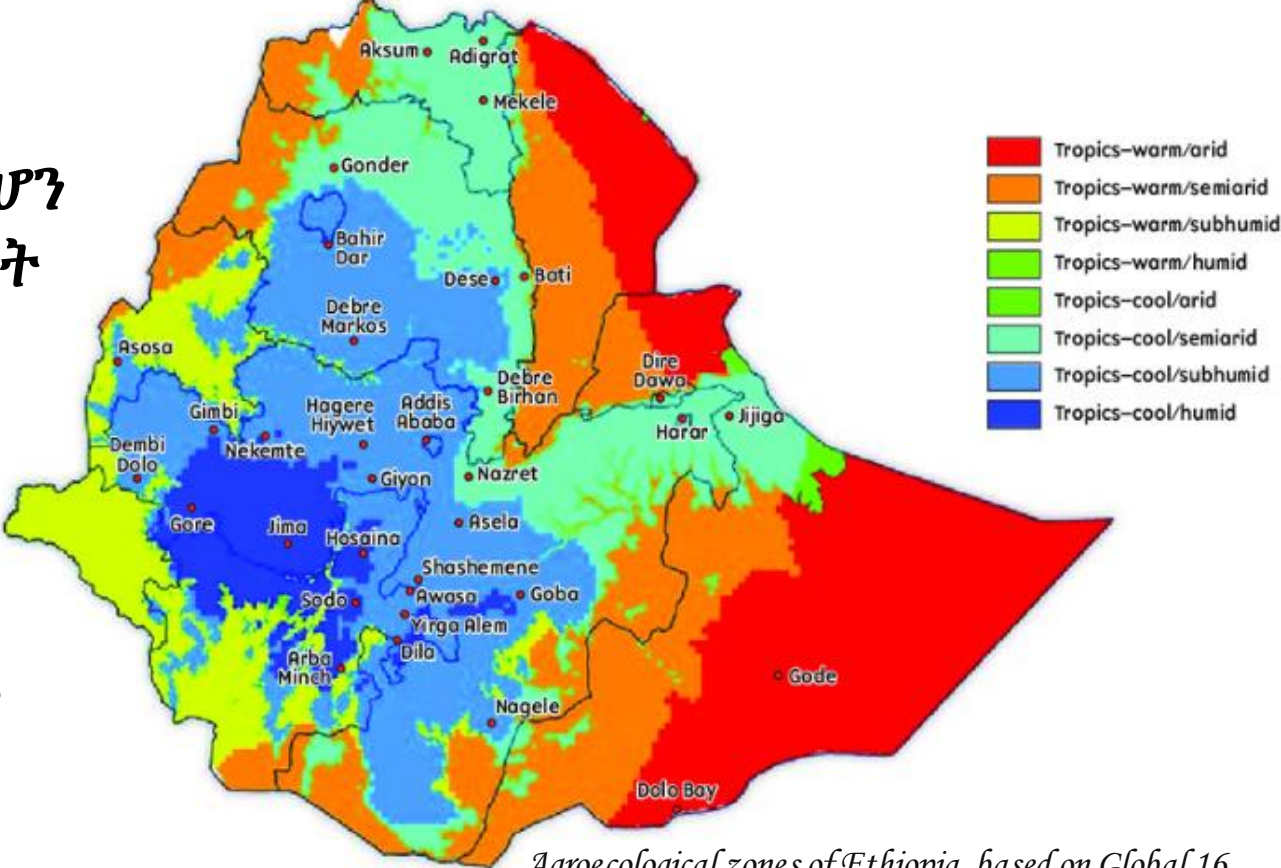 ሆን
ት
Aksum
Adigrat
Mekele
Gonder
Bahir
Dar
Dese
Bati
Debre
Markos
Asosa
Dire
Dawa
Debre
Birhan
Gimbi
Hagere
Hiywet
Addis
Ababa
Harar
Jijiga
Dembi
Dolo
Nekemte
Giyon
Nazret
Gore
Jima
Hosaina
Asela
Shashemene
Sodo
Awasa
Goba
Yirga Alem
Dila
Arba
Minch
Gode
Nagele
Dolo Bay
Tropics–warm/arid
Tropics–warm/semiarid
Tropics–warm/subhumid
Tropics–warm/humid
Tropics–cool/arid
Tropics–cool/semiarid
Tropics–cool/subhumid
Tropics–cool/humid
Agroecological zones of Ethiopia, based on Global 16